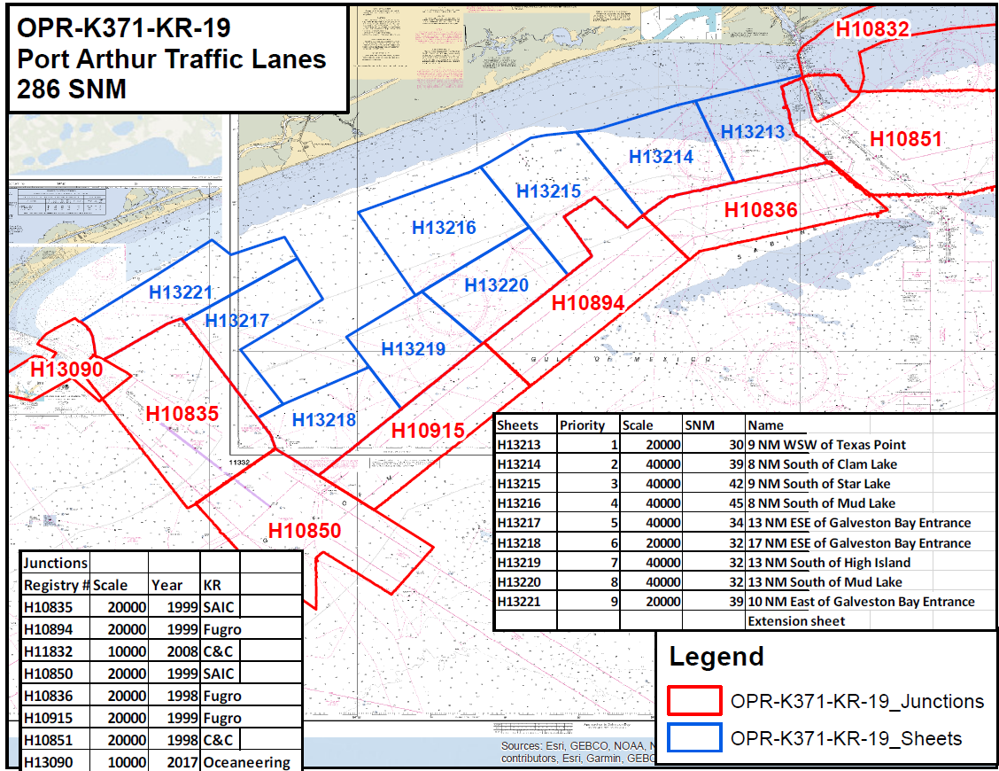 OPR-K371-KR-19
Port Arthur Traffic Lanes
286 SNM
H10832
H10851
H13213
H13214
H13215
H10836
H13216
H13221
H13220
H10894
H13217
H13219
GULF OF MEXICO
H13090
H10835
H13218
H10915
11332
H10850
Sheets Priority Scale SNM Name
H13213 1 20000 30 9 NM WSW of Texas Point
H13214 2 40000 39 8 NM South of Clam Lake
H13215 3 40000 42 9 NM South of Star Lake
H13216 4 40000 45 8 NM South of Mud Lake
H13217 5 40000 34 13 NM ESE of Galveston Bay Entrance
H13218 6 20000 32 17 NM ESE of Galveston Bay Entrance
H13219 7 40000 32 13 NM South of High Island
H13220 8 40000 32 13 NM South of Mud Lake
H13221 9 20000 39 10 NM East of Galveston Bay Entrance
Extension sheet
Junctions
Registry # Scale Year KR
H10835 20000 1999 SAIC
H10894 20000 1999 Fugro
H11832 10000 2008 C&C
H10850 20000 1999 SAIC
H10836 20000 1998 Fugro
H10915 20000 1999 Fugro
H10851 20000 1998 C&C
H13090 10000 2017 Oceaneering
Legend
OPR-K371-KR-19_Junctions
OPR-K371-KR-19_Sheets
Sources: Esri, GEBCO, NOAA,
contributors, Esri, Garmin, GEBC